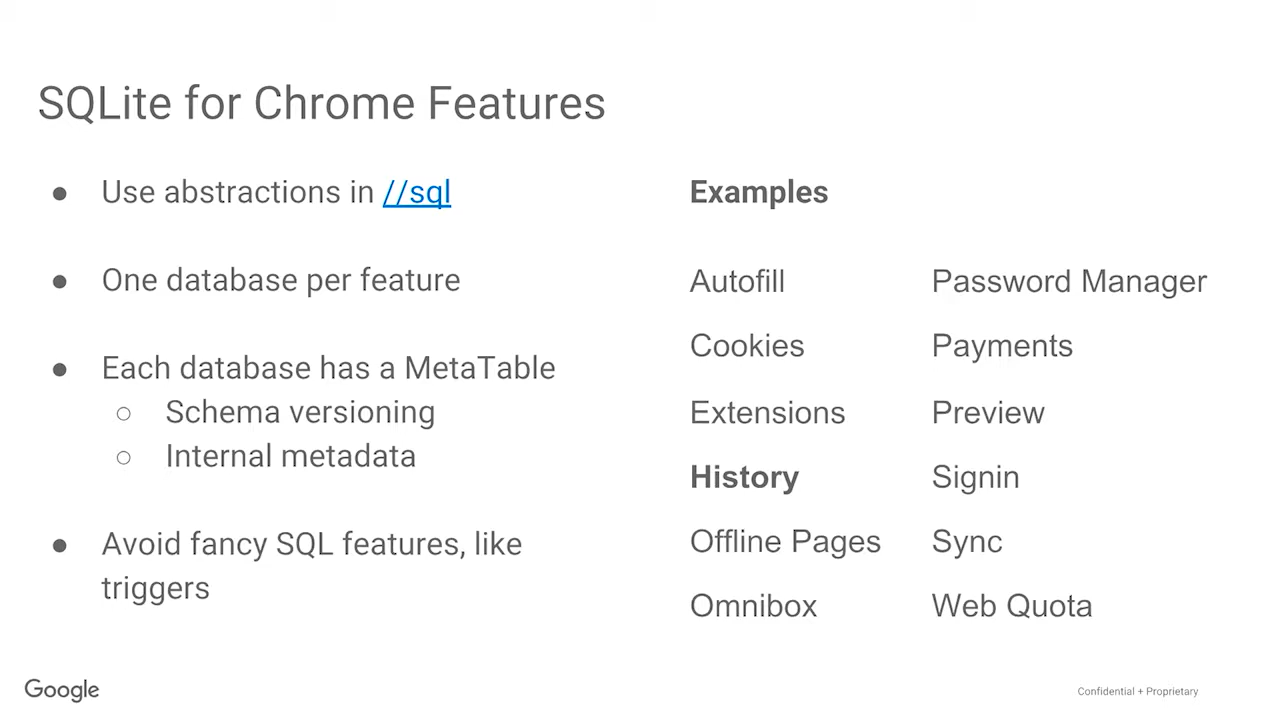 SQLite for Chrome Features
● Use abstractions in //sql
● One database per feature
● Each database has a MetaTable
○ Schema versioning
○ Internal metadata
● Avoid fancy SQL features, like
triggers
Examples
Autofill Password Manager
Cookies Payments
Extensions Preview
History Signin
Offline Pages Sync
Omnibox Web Quota
Google
Confidential + Proprietary